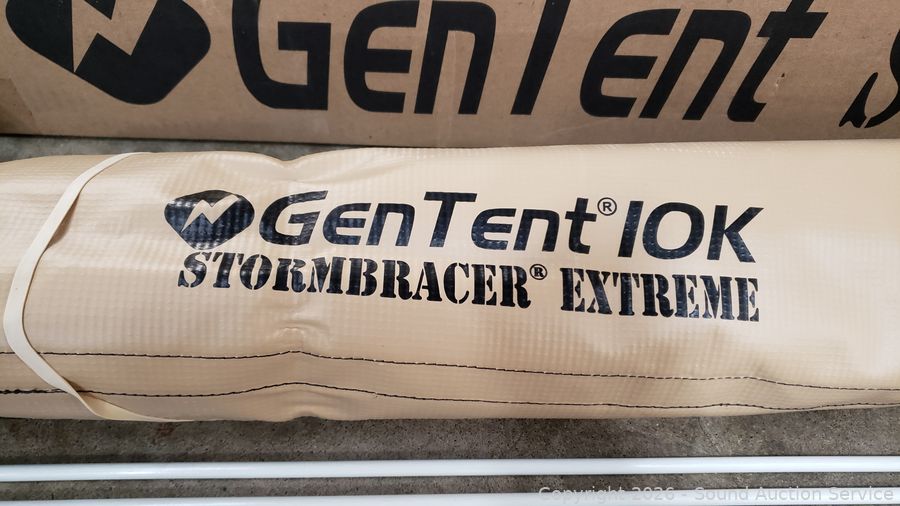 GenTent S
GenTent® 10K
STORMBRACER® EXTREME
Copyright 2026 - Sound Auction Service